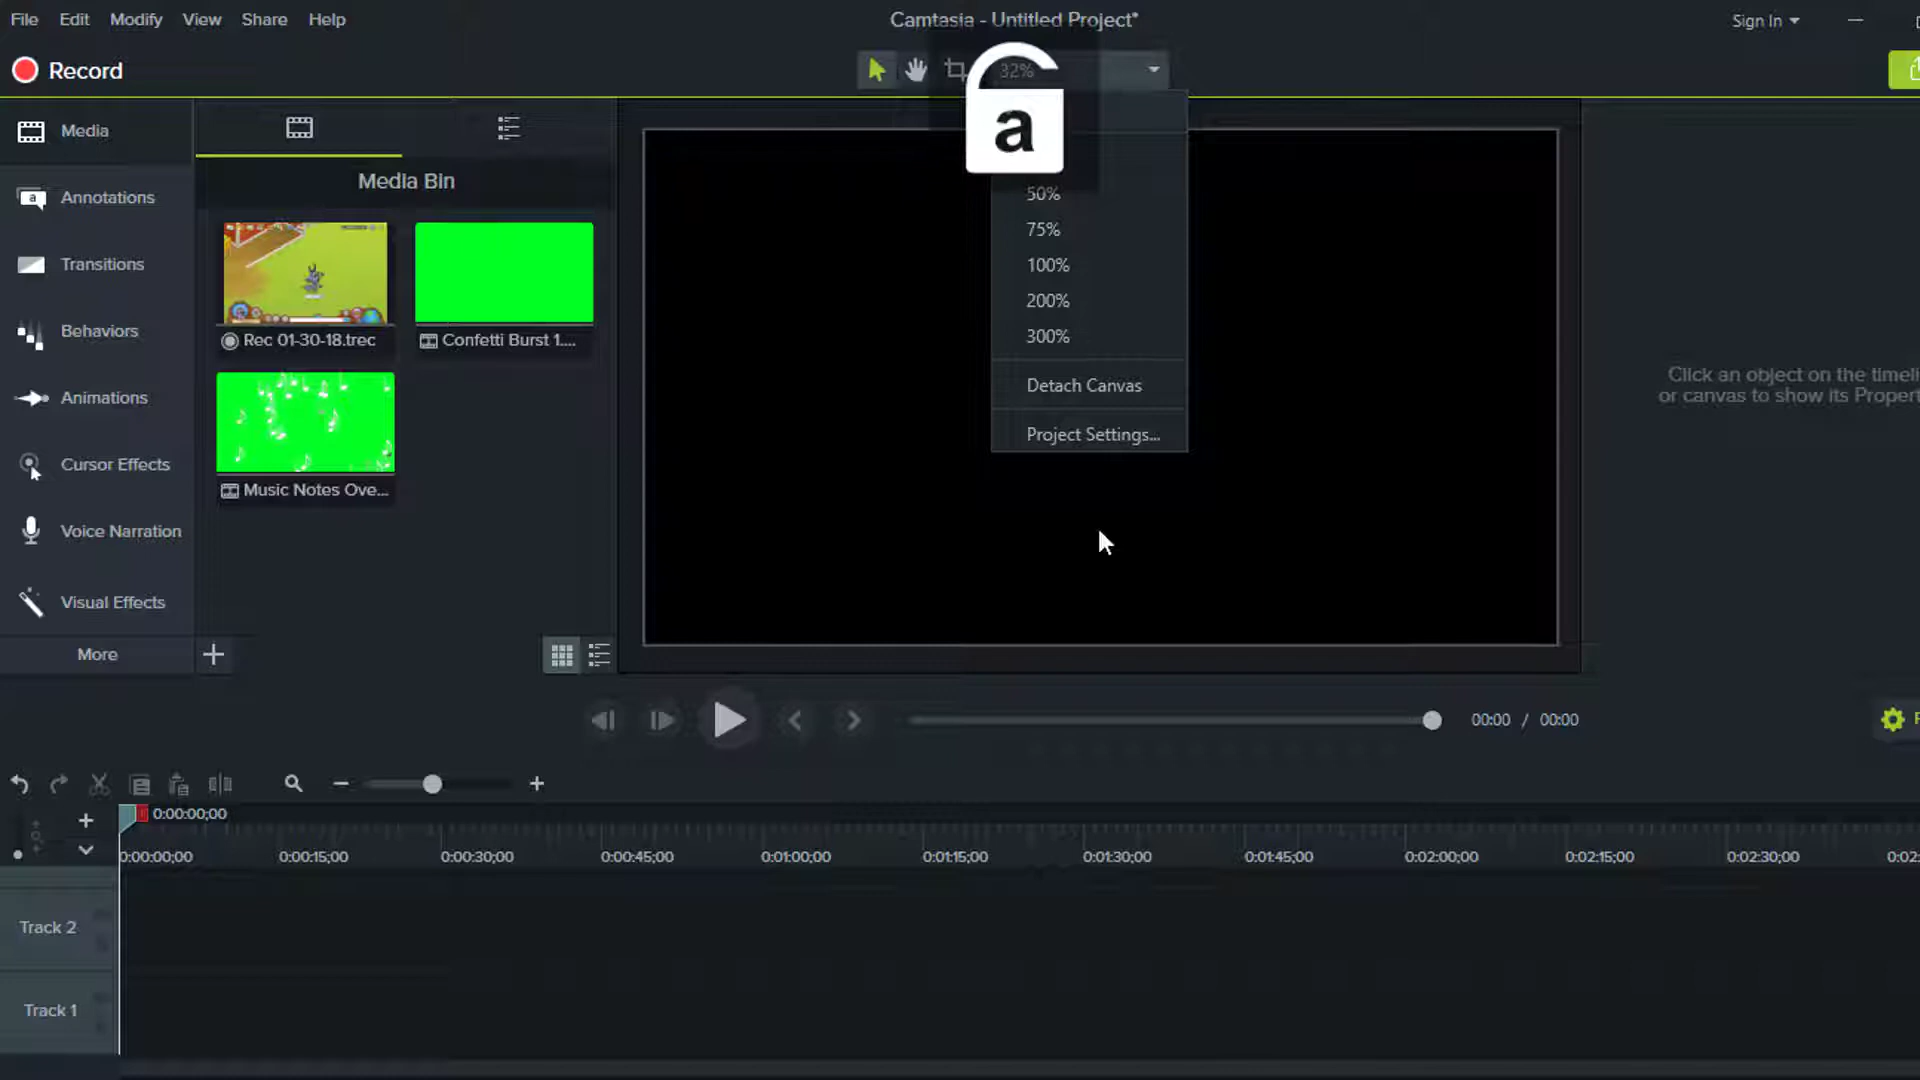 File Edit Modify View Share Help
Camtasia - Untitled Project*
Sign In
Record
32%
a
Media
Annotations
Transitions
Behaviors
Animations
Cursor Effects
Voice Narration
Visual Effects
More
Media Bin
Rec 01-30-18.trec
Confetti Burst 1....
Music Notes Ove...
50%
75%
100%
200%
300%
Detach Canvas
Project Settings...
Click an object on the timeli
or canvas to show its Propert
00:00 / 00:00
P
0:00:00;00
0:00:00;00 0:00:15;00 0:00:30;00 0:00:45;00 0:01:00;00 0:01:15;00 0:01:30;00 0:01:45;00 0:02:00;00 0:02:15;00 0:02:30;00 0:02:
Track 2
Track 1